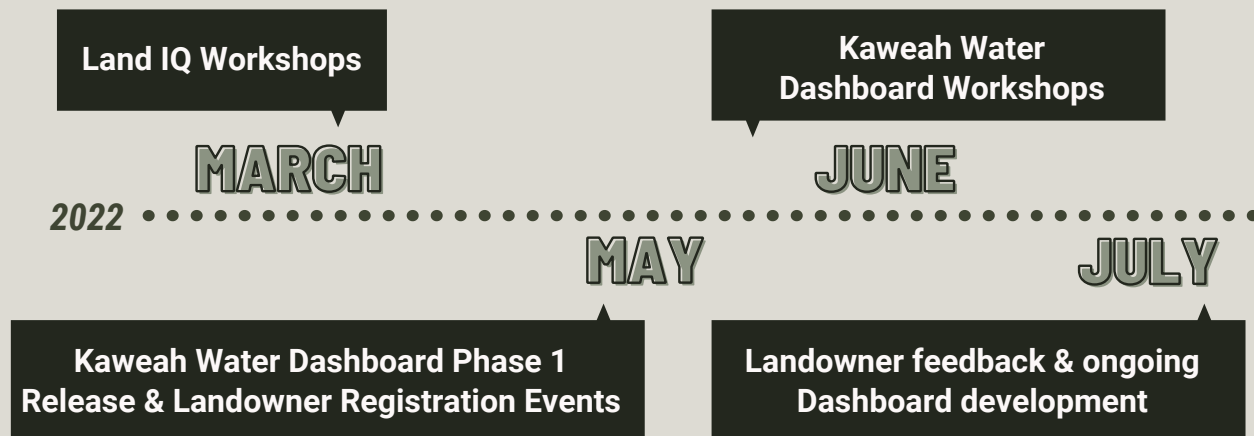 Land IQ Workshops
Kaweah Water
Dashboard Workshops
MARCH
JUNE
2022
MAY
JULY
Kaweah Water Dashboard Phase 1
Release & Landowner Registration Events
Landowner feedback & ongoing
Dashboard development